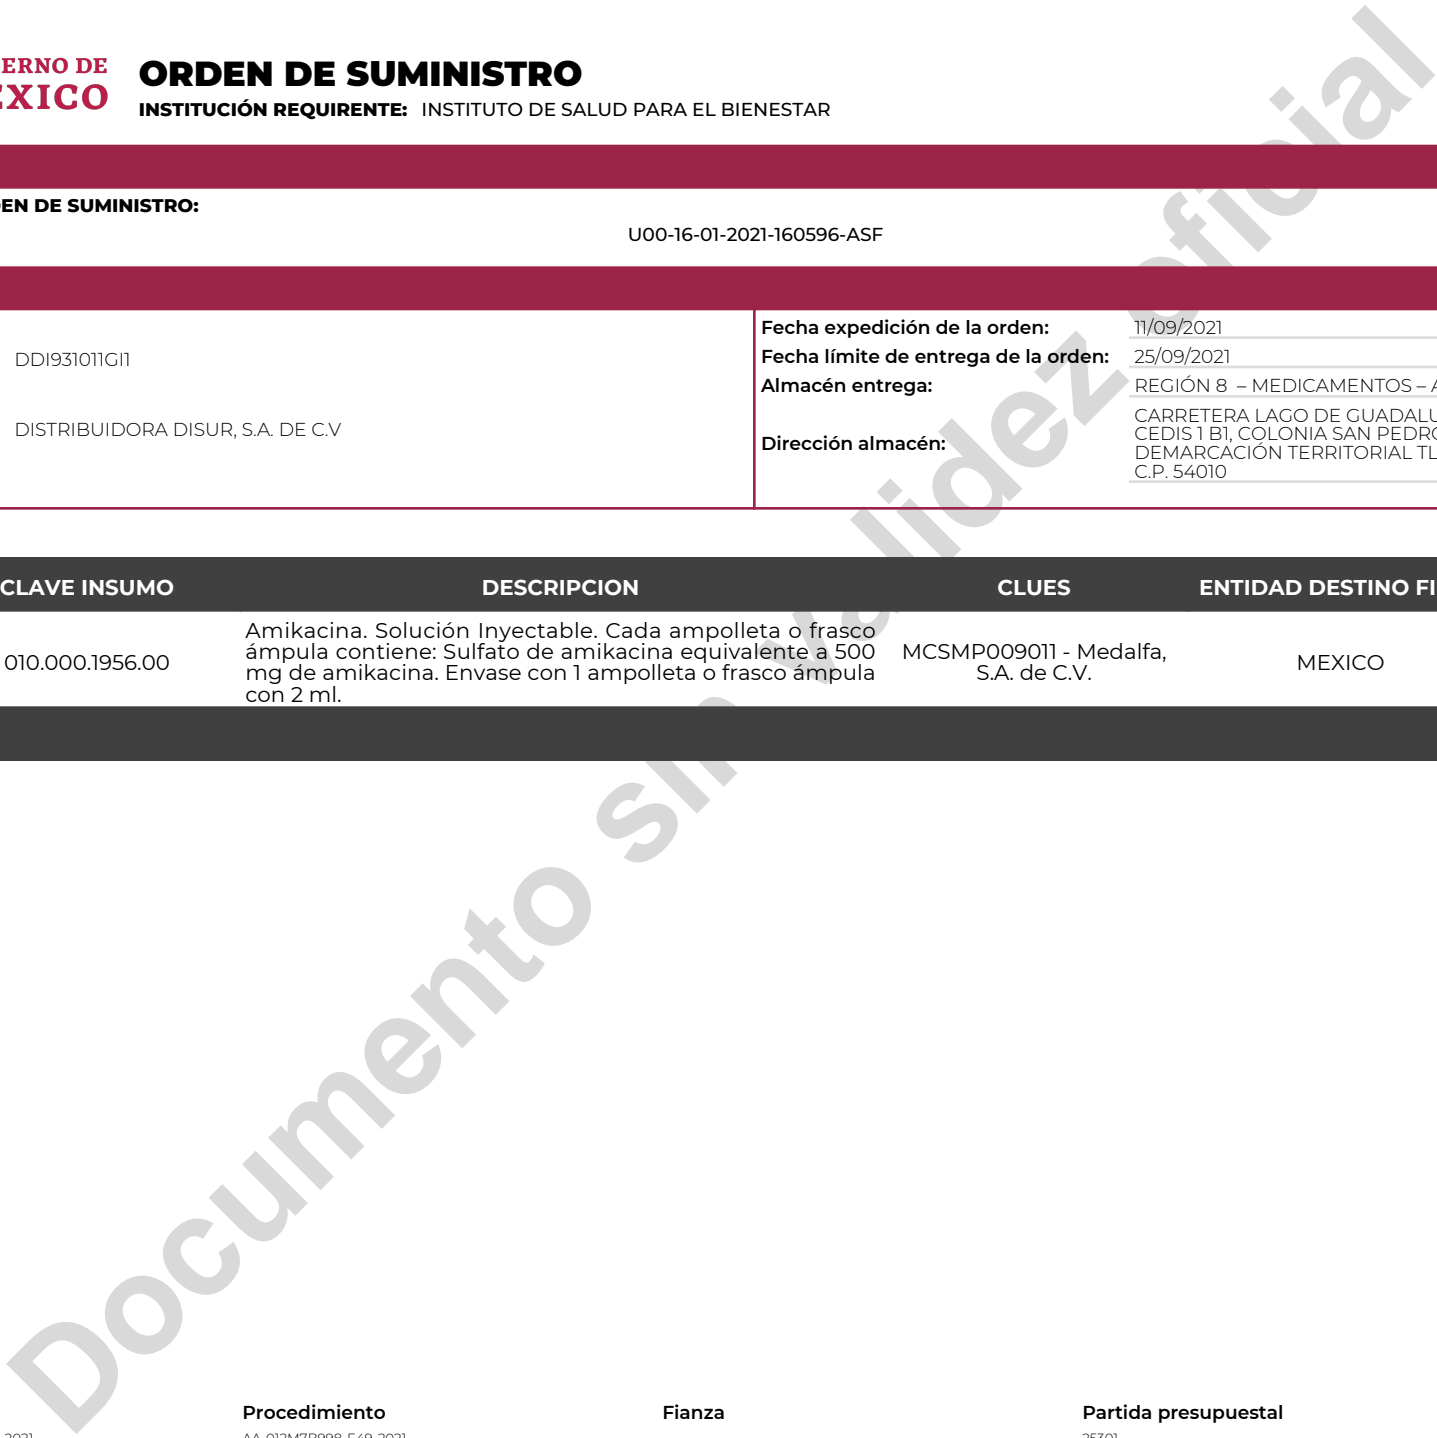 ERNO DE
EXICO
ORDEN DE SUMINISTRO
INSTITUCIÓN REQUIRENTE: INSTITUTO DE SALUD PARA EL BIENESTAR
EN DE SUMINISTRO:
U00-16-01-2021-160596-ASF
DDI931011GI1
DISTRIBUIDORA DISUR, S.A. DE C.V
Fecha expedición de la orden: 11/09/2021
Fecha límite de entrega de la orden: 25/09/2021
Almacén entrega: REGIÓN 8 – MEDICAMENTOS – A
Dirección almacén:
CARRETERA LAGO DE GUADALU
CEDIS 1 B1, COLONIA SAN PEDRO
DEMARCACIÓN TERRITORIAL TL
C.P. 54010
CLAVE INSUMO DESCRIPCION CLUES ENTIDAD DESTINO FI
010.000.1956.00
Amikacina. Solución Inyectable. Cada ampolleta o frasco
ámpula contiene: Sulfato de amikacina equivalente a 500
mg de amikacina. Envase con 1 ampolleta o frasco ámpula
con 2 ml.
MCSMP009011 - Medalfa,
S.A. de C.V.
MEXICO
Documento sin validez oficial
Procedimiento Fianza Partida presupuestal